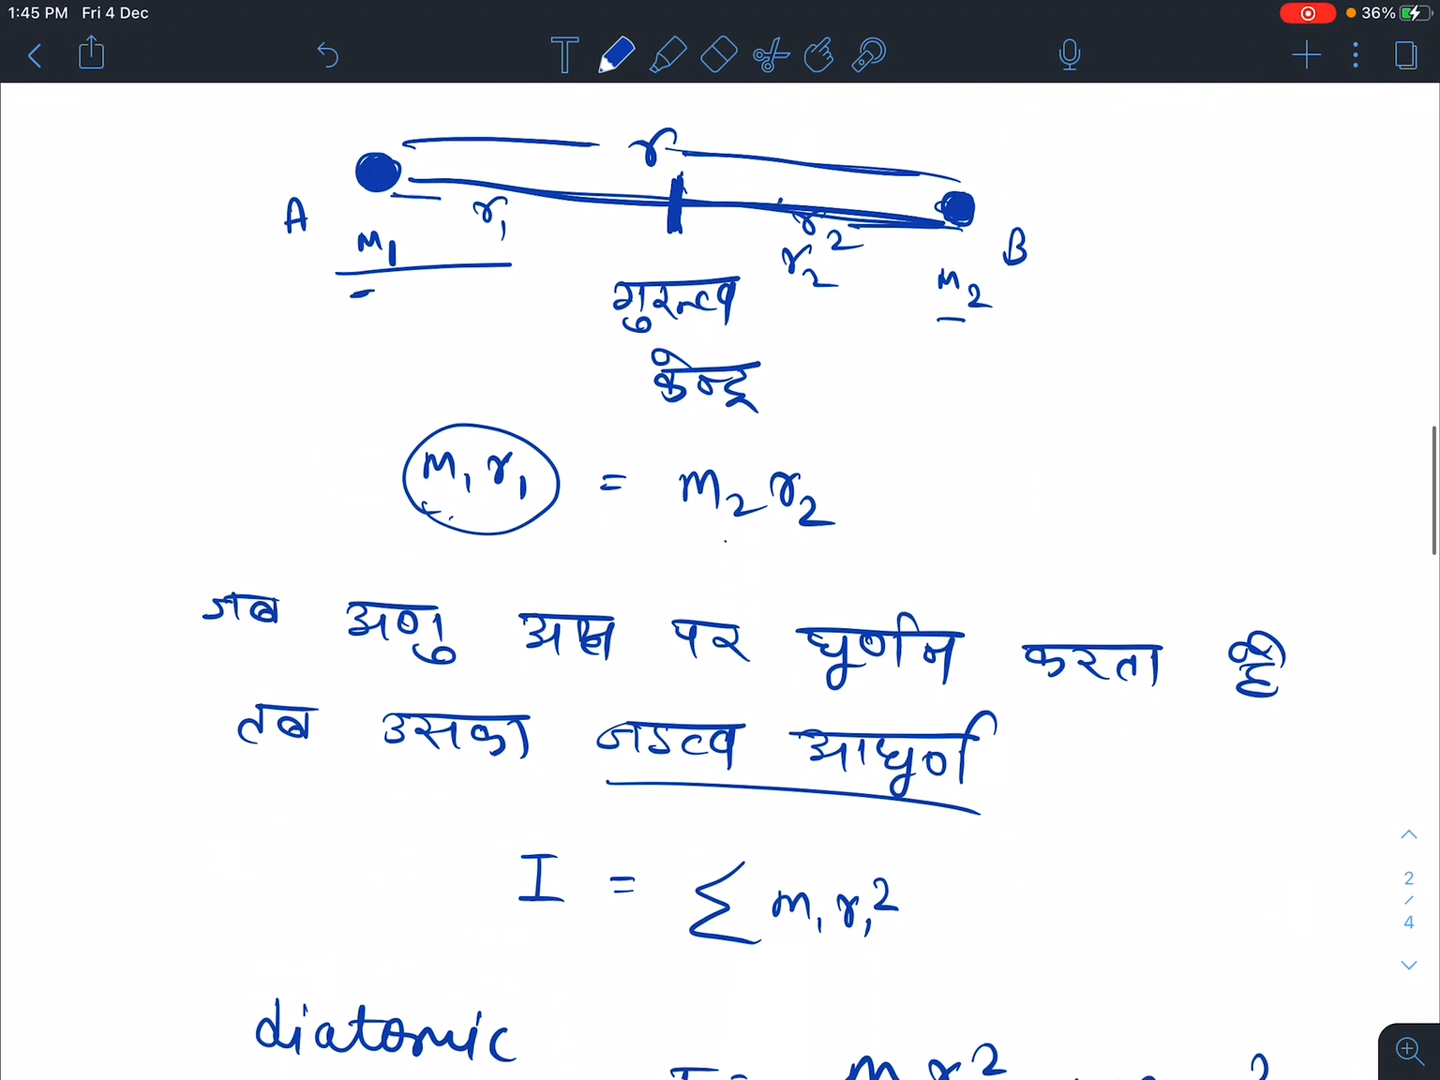 1:45 PM Fri 4 Dec 36%
T
r
A r₁ r₂ B
m₁ r₂ m₂
गुरुत्व
केन्द्र
m₁r₁ = m₂r₂
जब अणु अक्ष पर घूर्णन करता है
तब उसका जडत्व आघूर्ण
I = Σ m₁r₁²
2
/
4
diatomic